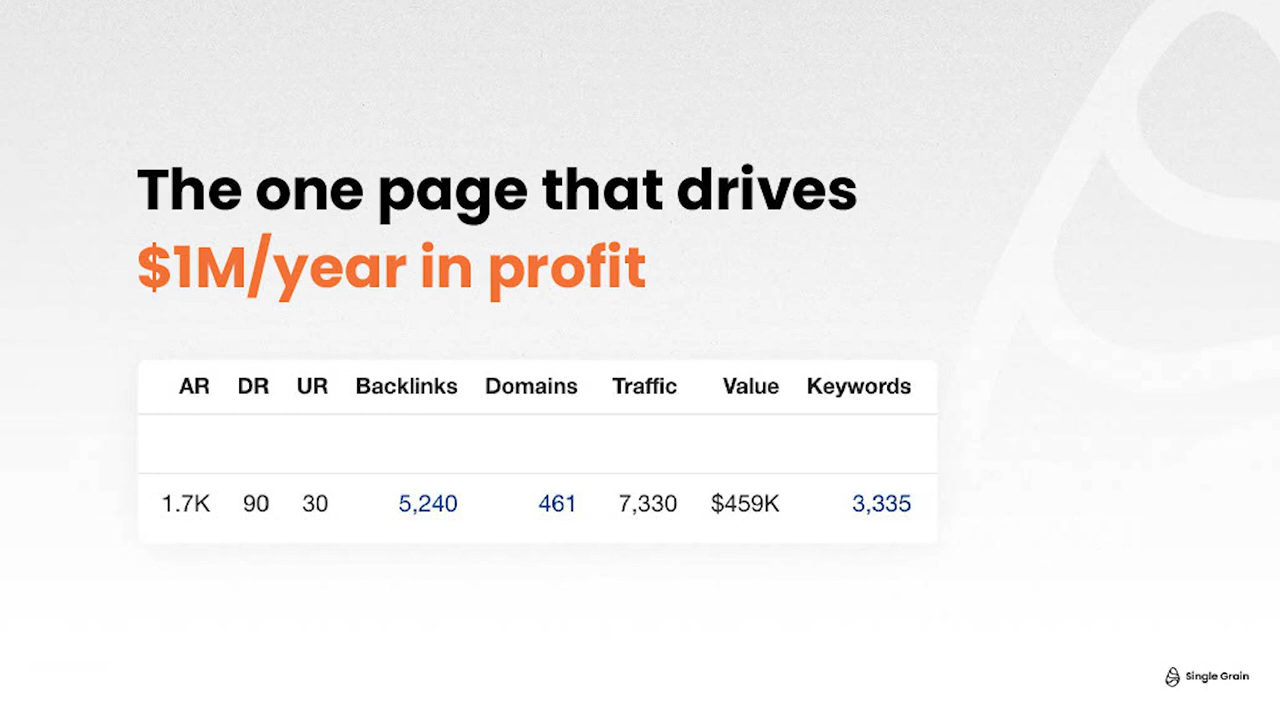 The one page that drives
$1M/year in profit
AR DR UR Backlinks Domains Traffic Value Keywords
1.7K 90 30 5,240 461 7,330 $459K 3,335
Single Grain